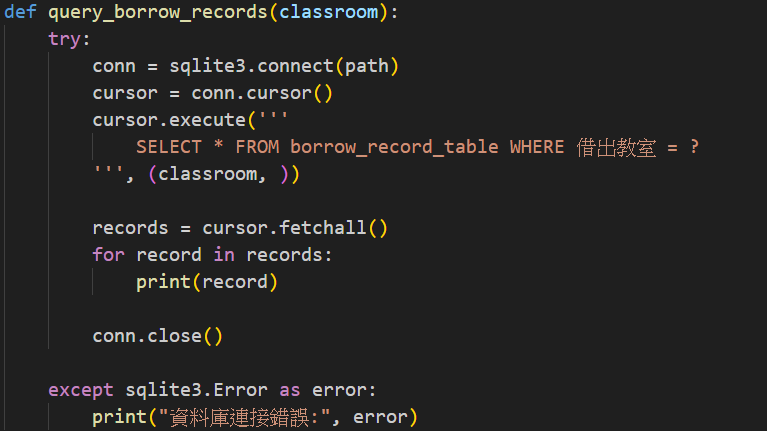 def query_borrow_records(classroom):
    try:
        conn = sqlite3.connect(path)
        cursor = conn.cursor()
        cursor.execute('''
            SELECT * FROM borrow_record_table WHERE 借出教室 = ?
        ''', (classroom, ))
        records = cursor.fetchall()
        for record in records:
            print(record)
        conn.close()
    except sqlite3.Error as error:
        print("資料庫連接錯誤:", error)